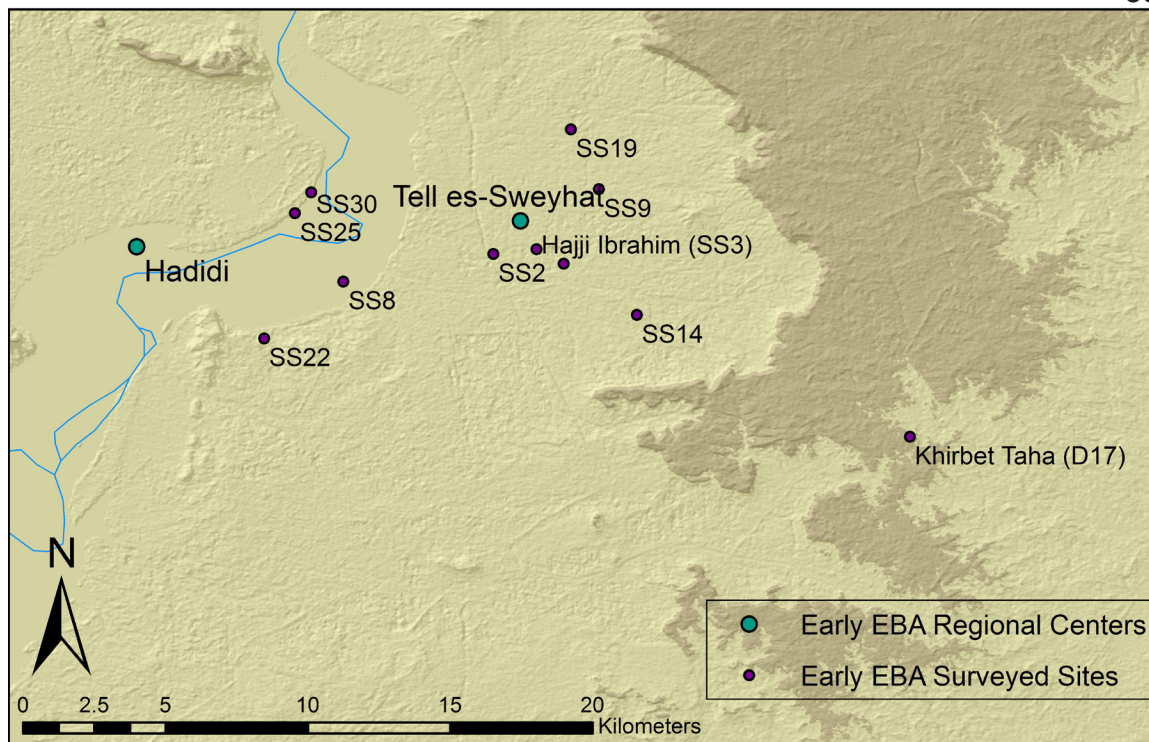 SS19
SS30
Tell es-Sweyhat
SS9
SS25
Hajji Ibrahim (SS3)
Hadidi
SS2
SS8
SS14
SS22
Khirbet Taha (D17)
N
Early EBA Regional Centers
Early EBA Surveyed Sites
0 2.5 5 10 15 20
Kilometers